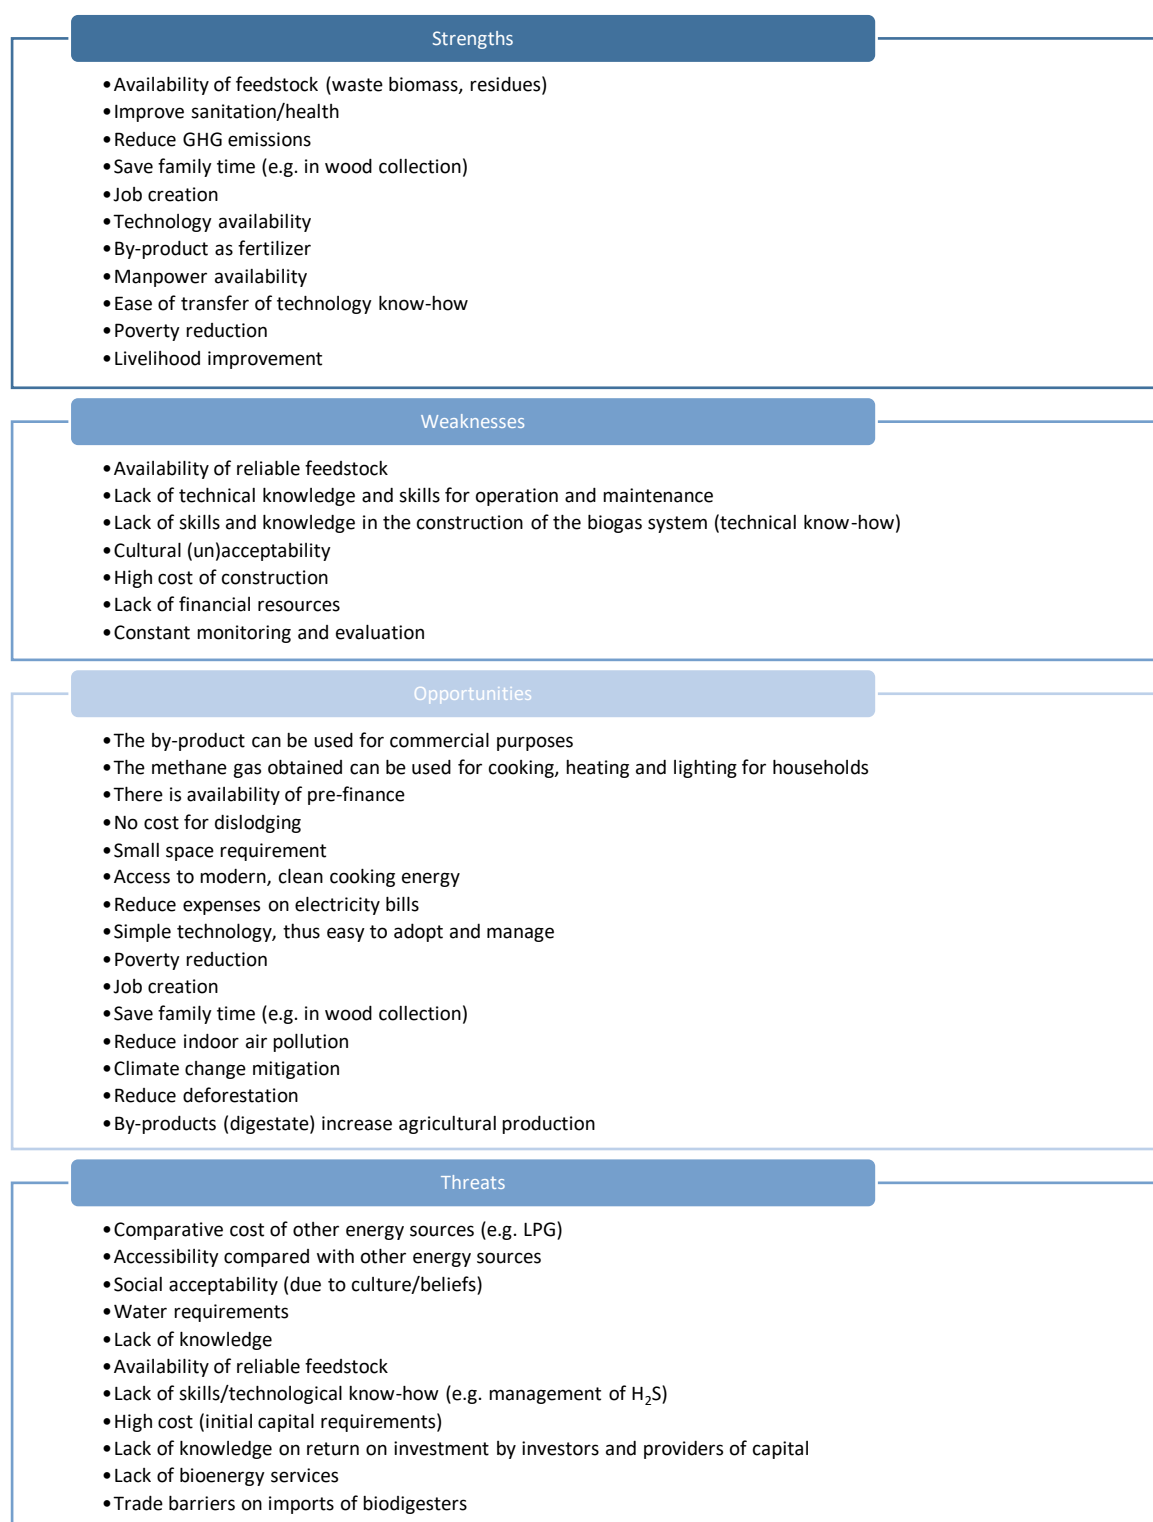 Strengths
•Availability of feedstock (waste biomass, residues)
•Improve sanitation/health
•Reduce GHG emissions
•Save family time (e.g. in wood collection)
•Job creation
•Technology availability
•By-product as fertilizer
•Manpower availability
•Ease of transfer of technology know-how
•Poverty reduction
•Livelihood improvement
Weaknesses
•Availability of reliable feedstock
•Lack of technical knowledge and skills for operation and maintenance
•Lack of skills and knowledge in the construction of the biogas system (technical know-how)
•Cultural (un)acceptability
•High cost of construction
•Lack of financial resources
•Constant monitoring and evaluation
Opportunities
•The by-product can be used for commercial purposes
•The methane gas obtained can be used for cooking, heating and lighting for households
•There is availability of pre-finance
•No cost for dislodging
•Small space requirement
•Access to modern, clean cooking energy
•Reduce expenses on electricity bills
•Simple technology, thus easy to adopt and manage
•Poverty reduction
•Job creation
•Save family time (e.g. in wood collection)
•Reduce indoor air pollution
•Climate change mitigation
•Reduce deforestation
•By-products (digestate) increase agricultural production
Threats
•Comparative cost of other energy sources (e.g. LPG)
•Accessibility compared with other energy sources
•Social acceptability (due to culture/beliefs)
•Water requirements
•Lack of knowledge
•Availability of reliable feedstock
•Lack of skills/technological know-how (e.g. management of H₂S)
•High cost (initial capital requirements)
•Lack of knowledge on return on investment by investors and providers of capital
•Lack of bioenergy services
•Trade barriers on imports of biodigesters